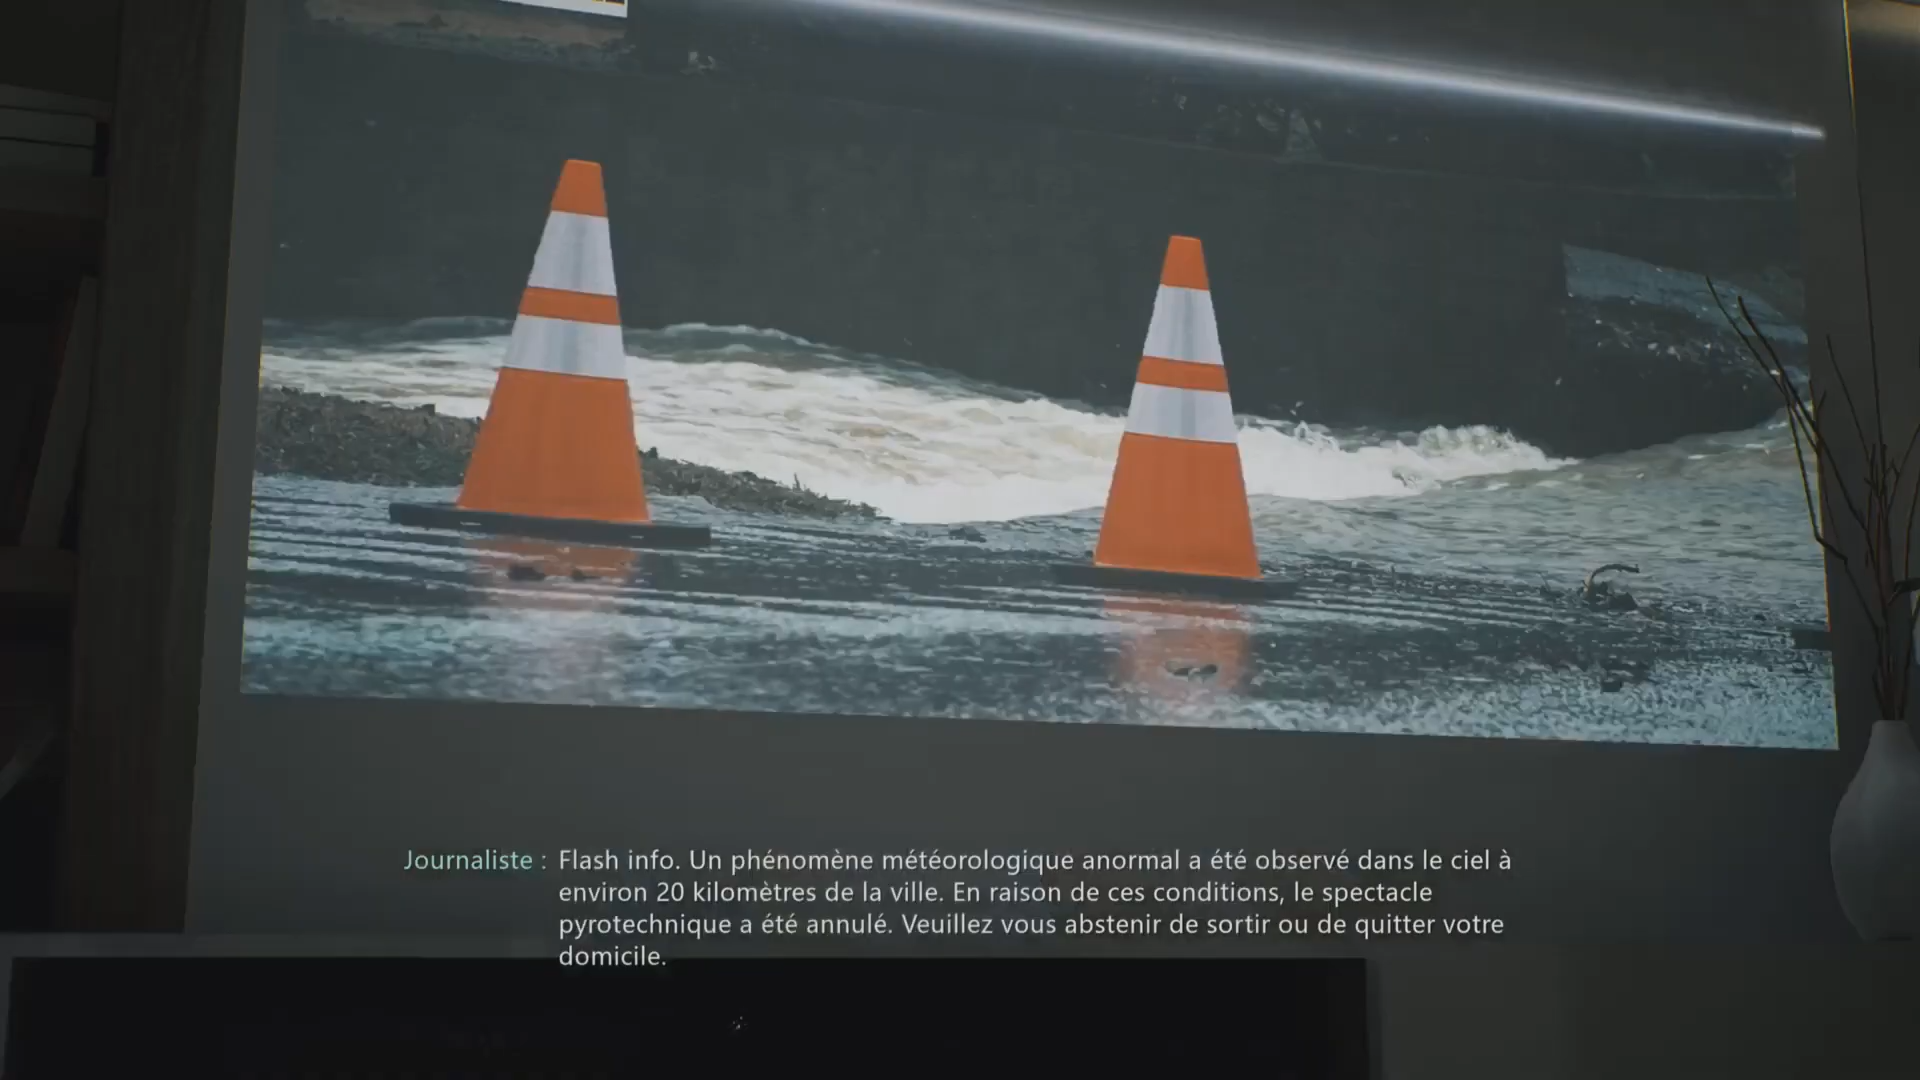 Journaliste : Flash info. Un phénomène météorologique anormal a été observé dans le ciel à
environ 20 kilomètres de la ville. En raison de ces conditions, le spectacle
pyrotechnique a été annulé. Veuillez vous abstenir de sortir ou de quitter votre
domicile.